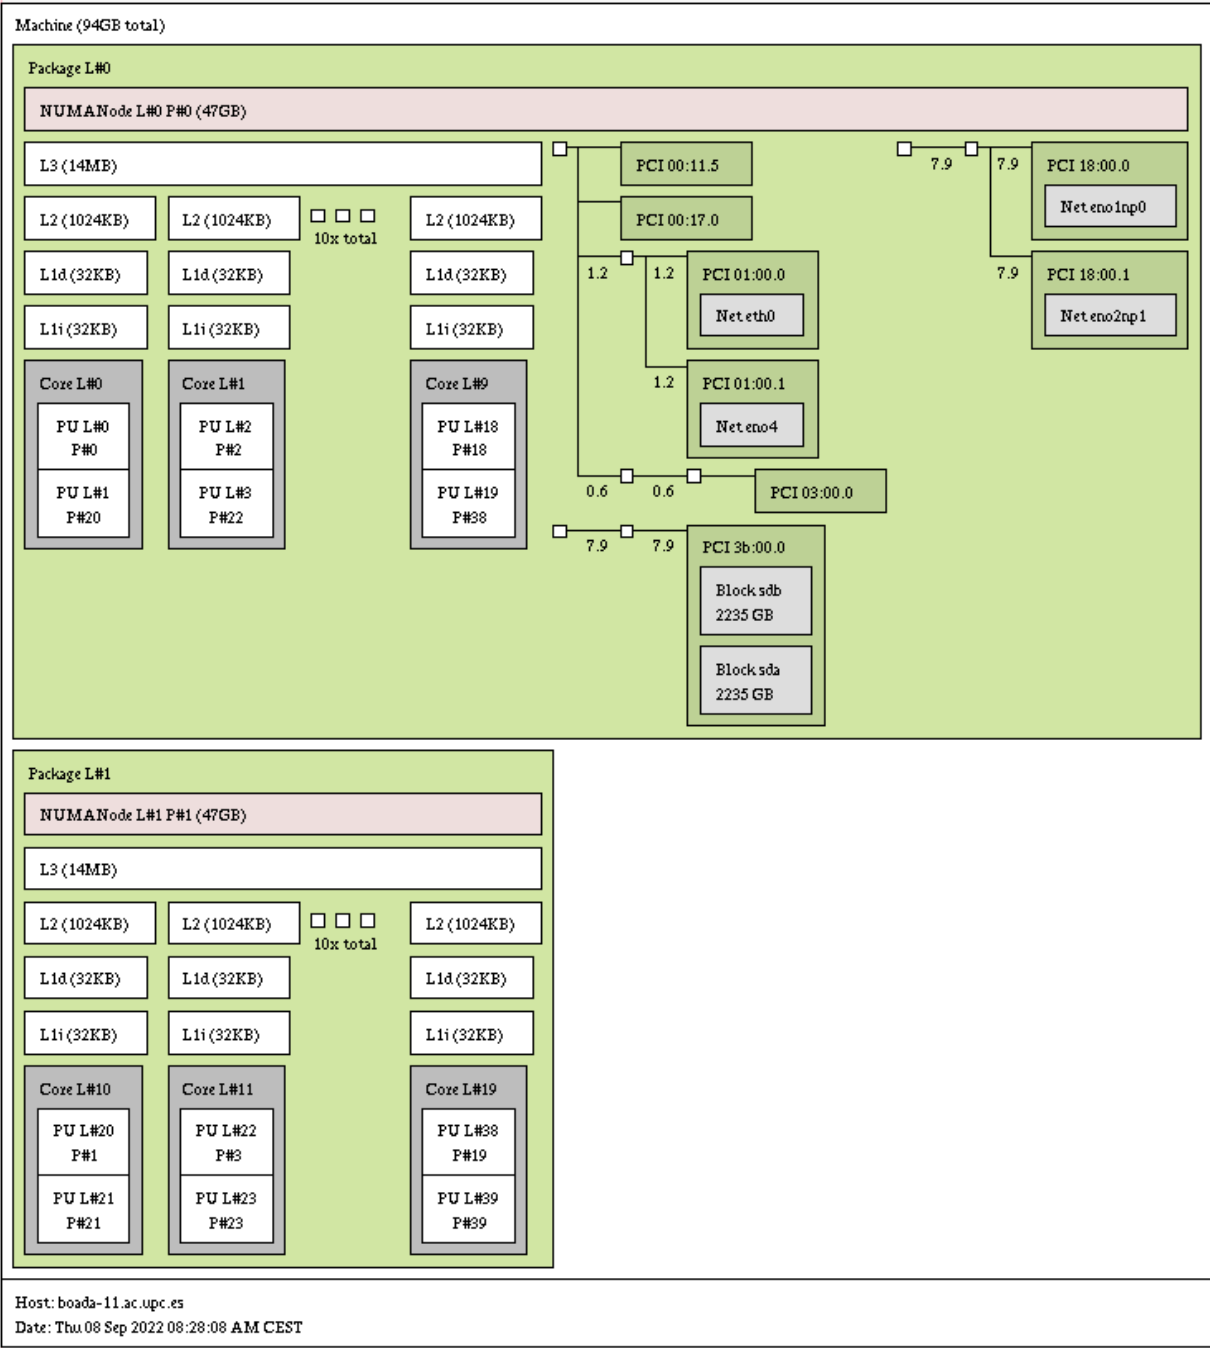 Machine (94GB total)
Package L#0
NUMANode L#0 P#0 (47GB)
L3 (14MB)
L2 (1024KB) L2 (1024KB) 10x total L2 (1024KB)
L1d (32KB) L1d (32KB) L1d (32KB)
L1i (32KB) L1i (32KB) L1i (32KB)
Core L#0
PU L#0
P#0
PU L#1
P#20
Core L#1
PU L#2
P#2
PU L#3
P#22
Core L#9
PU L#18
P#18
PU L#19
P#38
PCI 00:11.5
PCI 00:17.0
1.2 1.2 PCI 01:00.0
Net eth0
1.2 PCI 01:00.1
Net eno4
0.6 0.6 PCI 03:00.0
7.9 7.9 PCI 3b:00.0
Block sdb
2235 GB
Block sda
2235 GB
7.9 7.9 PCI 18:00.0
Net eno1np0
7.9 PCI 18:00.1
Net eno2np1
Package L#1
NUMANode L#1 P#1 (47GB)
L3 (14MB)
L2 (1024KB) L2 (1024KB) 10x total L2 (1024KB)
L1d (32KB) L1d (32KB) L1d (32KB)
L1i (32KB) L1i (32KB) L1i (32KB)
Core L#10
PU L#20
P#1
PU L#21
P#21
Core L#11
PU L#22
P#3
PU L#23
P#23
Core L#19
PU L#38
P#19
PU L#39
P#39
Host: boada-11.ac.upc.es
Date: Thu 08 Sep 2022 08:28:08 AM CEST